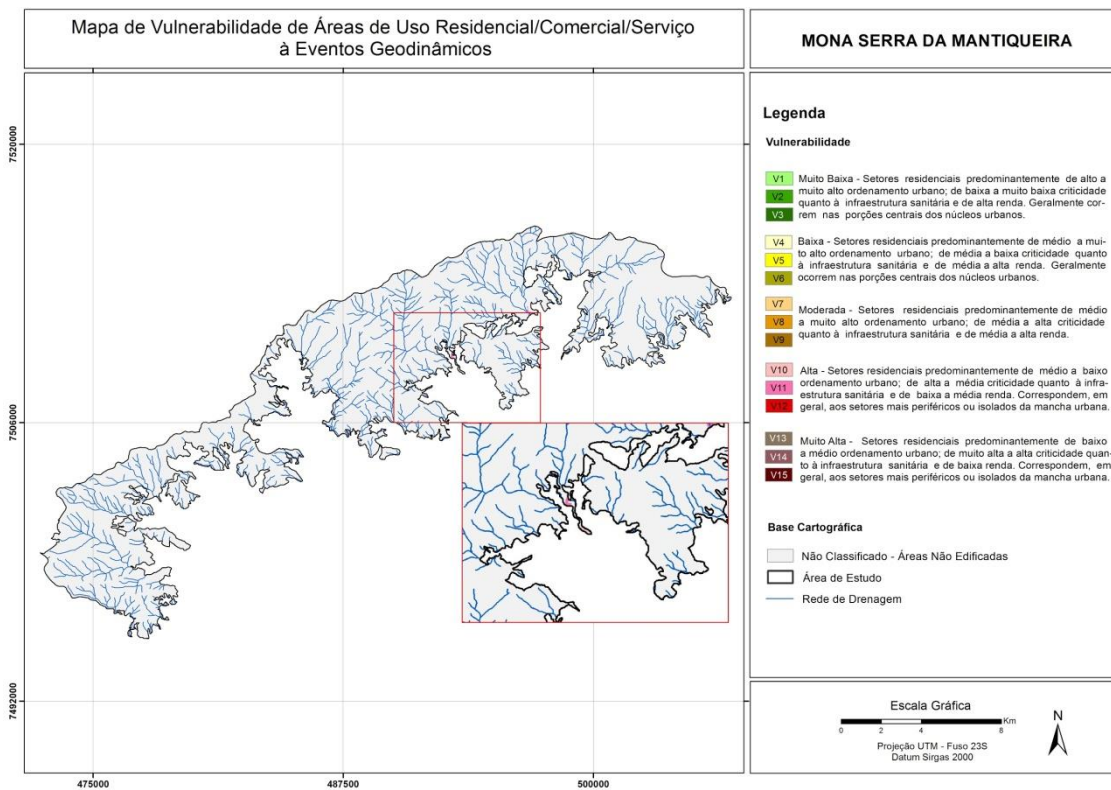 Mapa de Vulnerabilidade de Áreas de Uso Residencial/Comercial/Serviço
à Eventos Geodinâmicos
MONA SERRA DA MANTIQUEIRA
7520000
7506000
7492000
475000
487500
500000
Legenda
Vulnerabilidade
V1
V2
V3
Muito Baixa - Setores residenciais predominantemente de alto a
muito alto ordenamento urbano; de baixa a muito baixa criticidade
quanto à infraestrutura sanitária e de alta renda. Geralmente cor-
rem nas porções centrais dos núcleos urbanos.
V4
V5
V6
Baixa - Setores residenciais predominantemente de médio a mui-
to alto ordenamento urbano; de média a baixa criticidade quanto
à infraestrutura sanitária e de média a alta renda. Geralmente
ocorrem nas porções centrais dos núcleos urbanos.
V7
V8
V9
Moderada - Setores residenciais predominantemente de médio
a muito alto ordenamento urbano; de média a alta criticidade
quanto à infraestrutura sanitária e de média a alta renda.
V10
V11
V12
Alta - Setores residenciais predominantemente de médio a baixo
ordenamento urbano; de alta a média criticidade quanto à infra-
estrutura sanitária e de baixa a média renda. Correspondem, em
geral, aos setores mais periféricos ou isolados da mancha urbana.
V13
V14
V15
Muito Alta - Setores residenciais predominantemente de baixo
a médio ordenamento urbano; de muito alta a alta criticidade quan-
to à infraestrutura sanitária e de baixa renda. Correspondem, em
geral, aos setores mais periféricos ou isolados da mancha urbana.
Base Cartográfica
Não Classificado - Áreas Não Edificadas
Área de Estudo
Rede de Drenagem
Escala Gráfica
Km
0 2 4 8
Projeção UTM - Fuso 23S
Datum Sirgas 2000
N